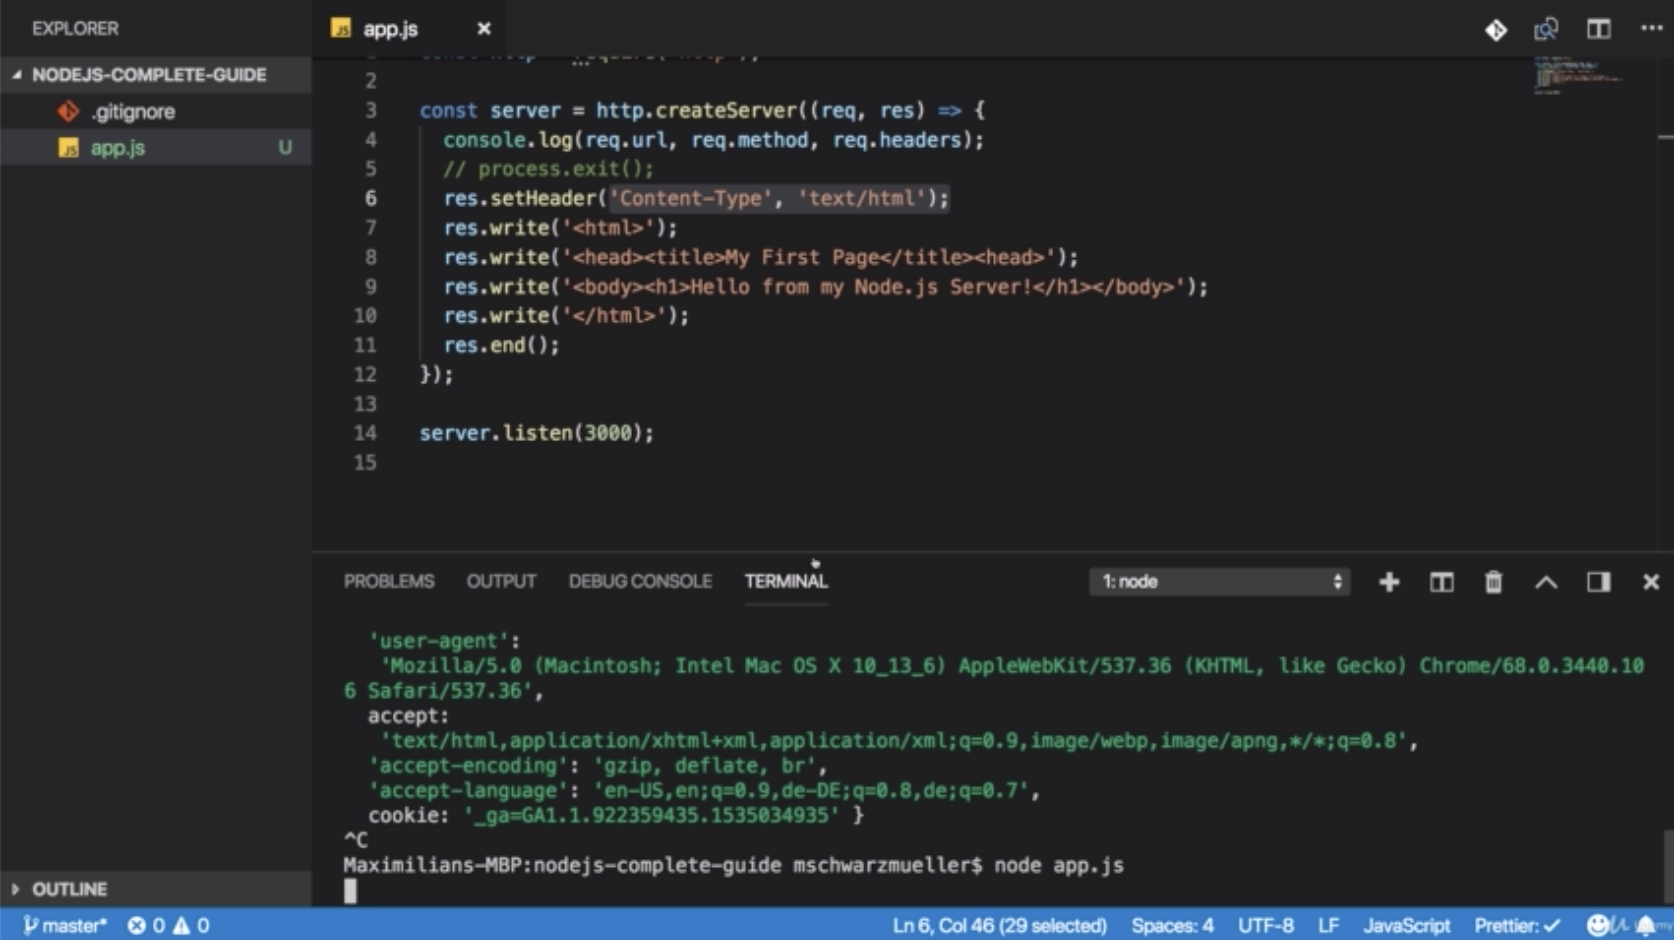 EXPLORER
NODEJS-COMPLETE-GUIDE
.gitignore
JS app.js U
OUTLINE
JS app.js
2
3 const server = http.createServer((req, res) => {
4 console.log(req.url, req.method, req.headers);
5 // process.exit();
6 res.setHeader('Content-Type', 'text/html');
7 res.write('<html>');
8 res.write('<head><title>My First Page</title><head>');
9 res.write('<body><h1>Hello from my Node.js Server!</h1></body>');
10 res.write('</html>');
11 res.end();
12 });
13
14 server.listen(3000);
15
PROBLEMS OUTPUT DEBUG CONSOLE TERMINAL 1: node
'user-agent':
'Mozilla/5.0 (Macintosh; Intel Mac OS X 10_13_6) AppleWebKit/537.36 (KHTML, like Gecko) Chrome/68.0.3440.10
6 Safari/537.36',
accept:
'text/html,application/xhtml+xml,application/xml;q=0.9,image/webp,image/apng,*/*;q=0.8',
'accept-encoding': 'gzip, deflate, br',
'accept-language': 'en-US,en;q=0.9,de-DE;q=0.8,de;q=0.7',
cookie: '_ga=GA1.1.922359435.1535034935' }
^C
Maximilians-MBP:nodejs-complete-guide mschwarzmueller$ node app.js
master* 0 0 Ln 6, Col 46 (29 selected) Spaces: 4 UTF-8 LF JavaScript Prettier: ✓